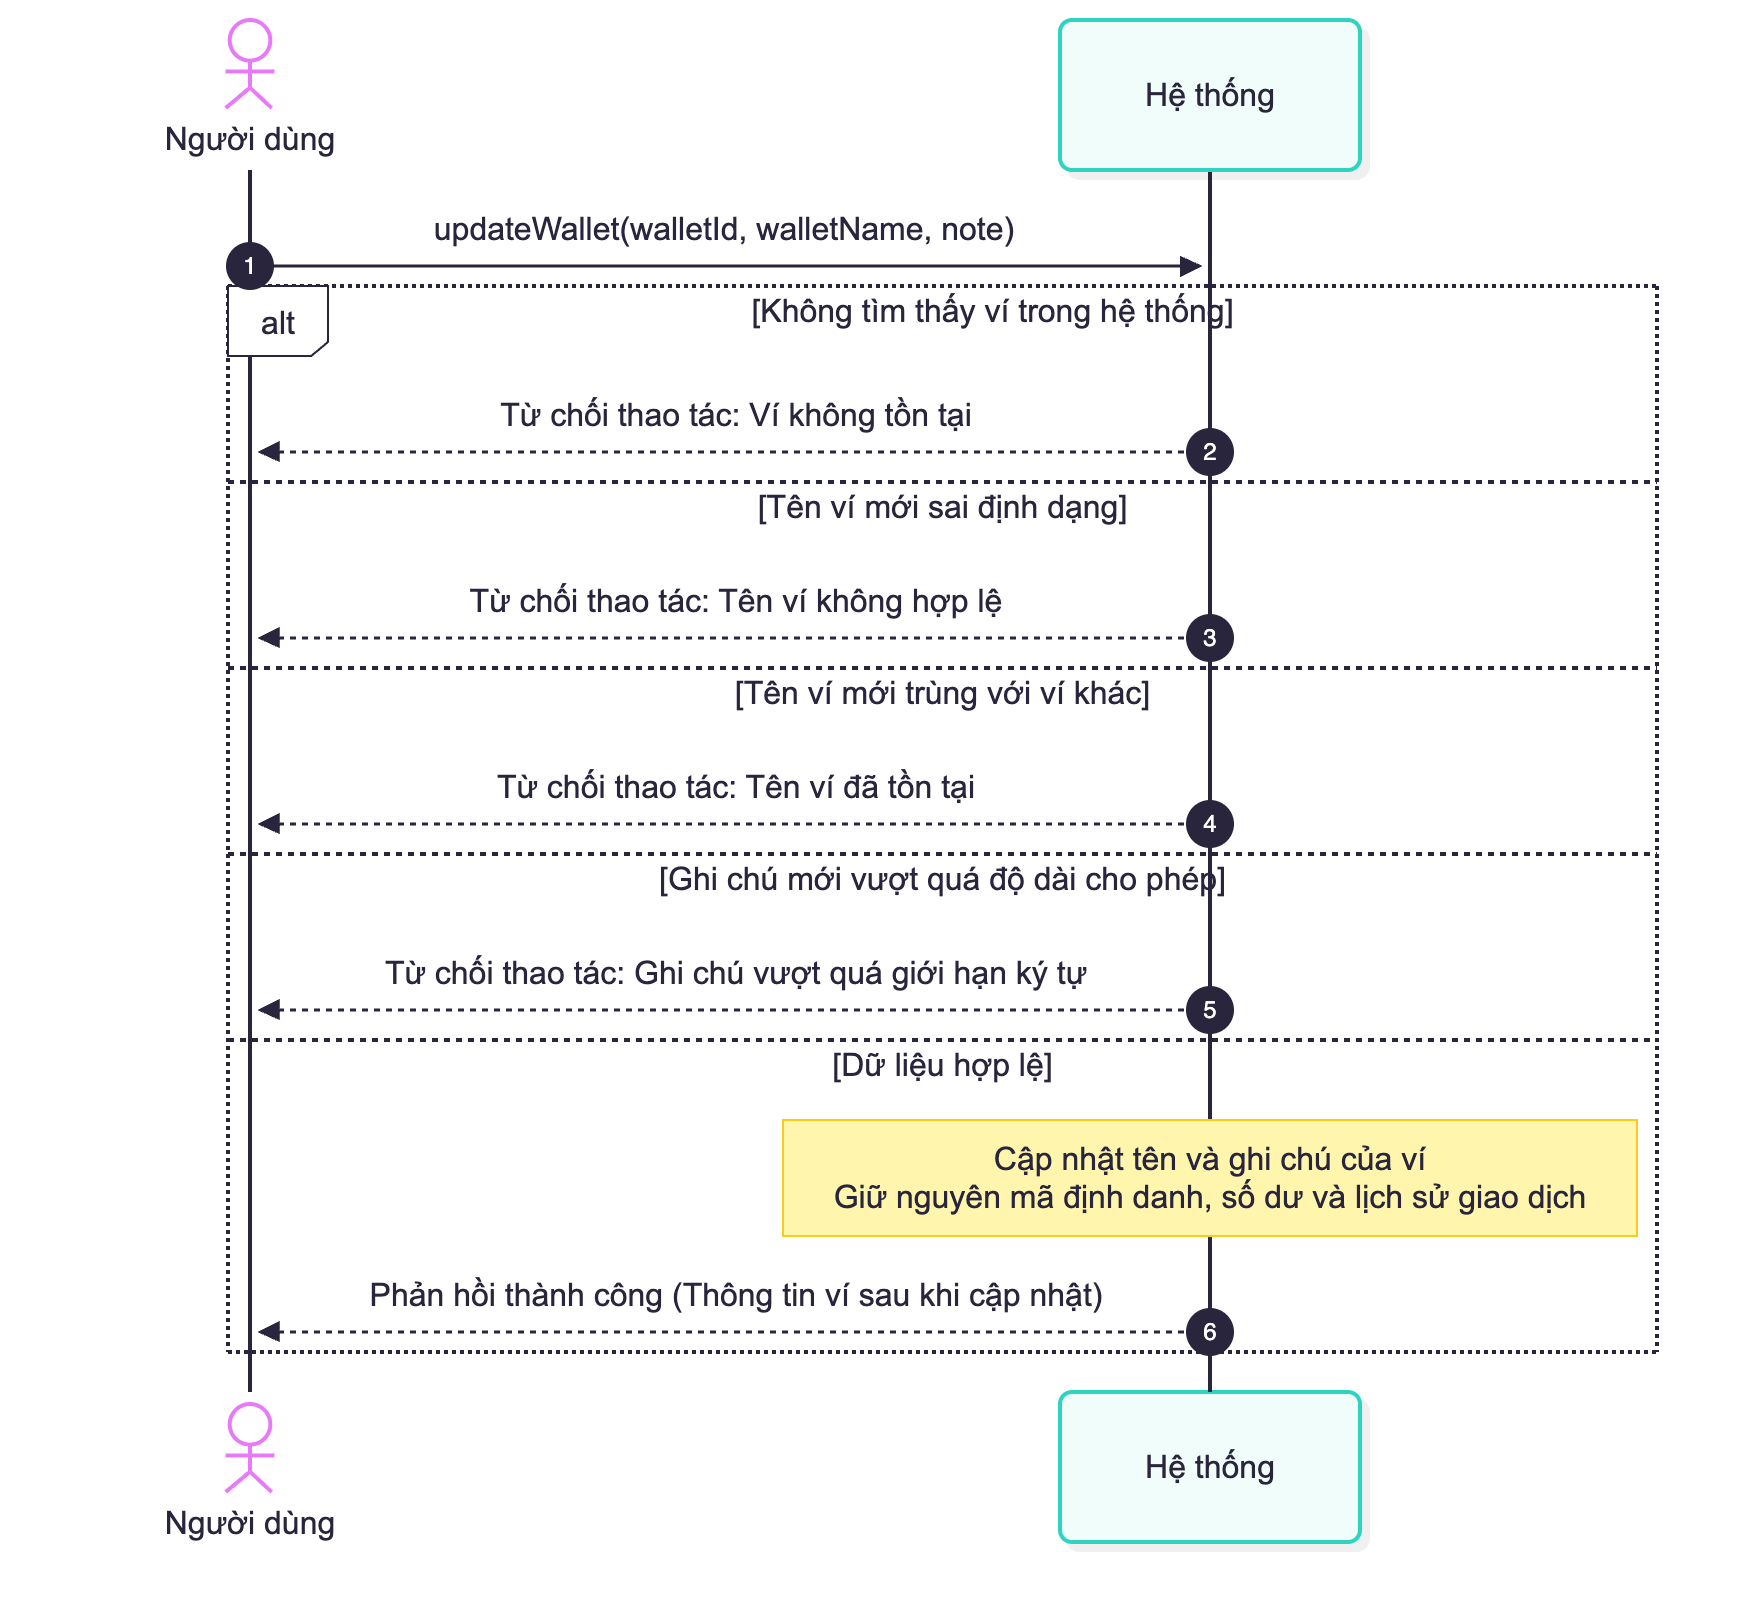 Người dùng
Hệ thống
updateWallet(walletId, walletName, note)
1
alt
[Không tìm thấy ví trong hệ thống]
Từ chối thao tác: Ví không tồn tại
2
[Tên ví mới sai định dạng]
Từ chối thao tác: Tên ví không hợp lệ
3
[Tên ví mới trùng với ví khác]
Từ chối thao tác: Tên ví đã tồn tại
4
[Ghi chú mới vượt quá độ dài cho phép]
Từ chối thao tác: Ghi chú vượt quá giới hạn ký tự
5
[Dữ liệu hợp lệ]
Cập nhật tên và ghi chú của ví
Giữ nguyên mã định danh, số dư và lịch sử giao dịch
Phản hồi thành công (Thông tin ví sau khi cập nhật)
6
Người dùng
Hệ thống